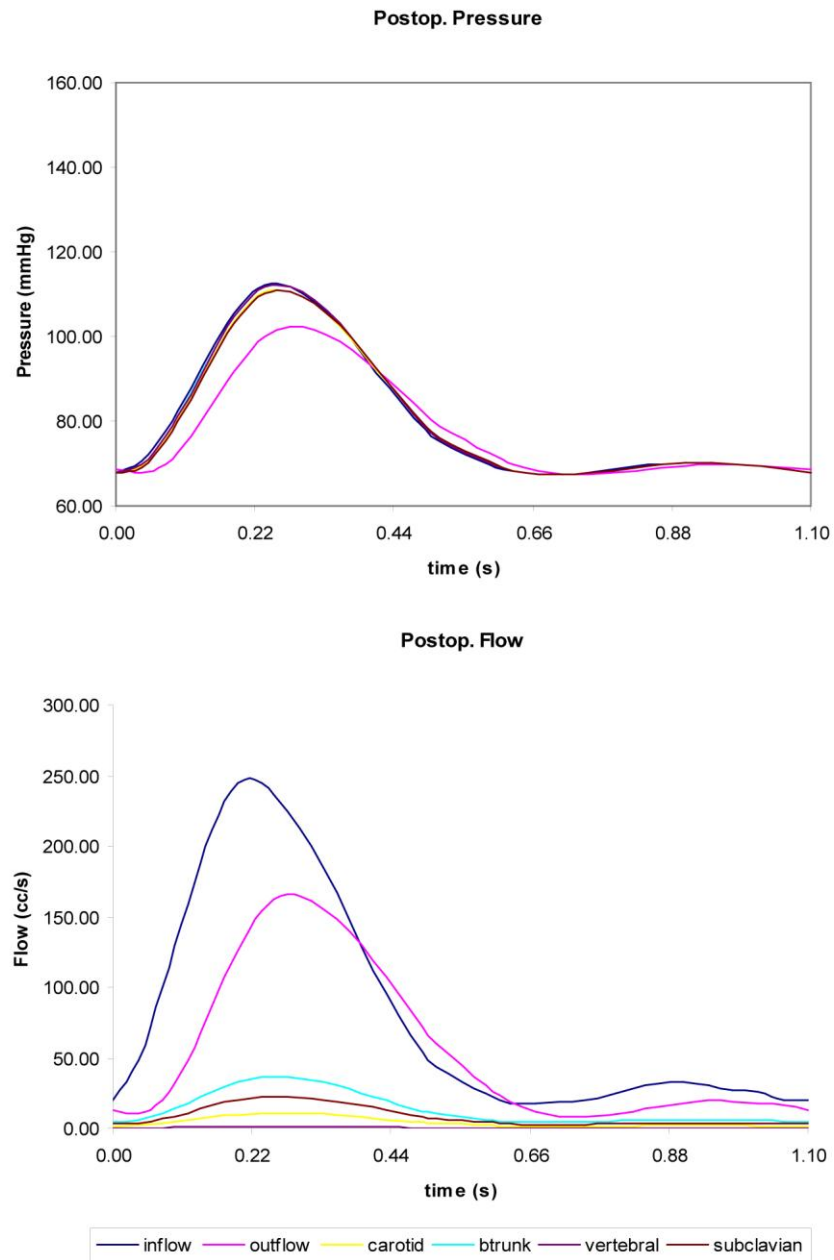 Postop. Pressure
160.00
140.00
120.00
100.00
80.00
60.00
Pressure (mmHg)
0.00 0.22 0.44 0.66 0.88 1.10
time (s)
Postop. Flow
300.00
250.00
200.00
150.00
100.00
50.00
0.00
Flow (cc/s)
0.00 0.22 0.44 0.66 0.88 1.10
time (s)
inflow outflow carotid btrunk vertebral subclavian